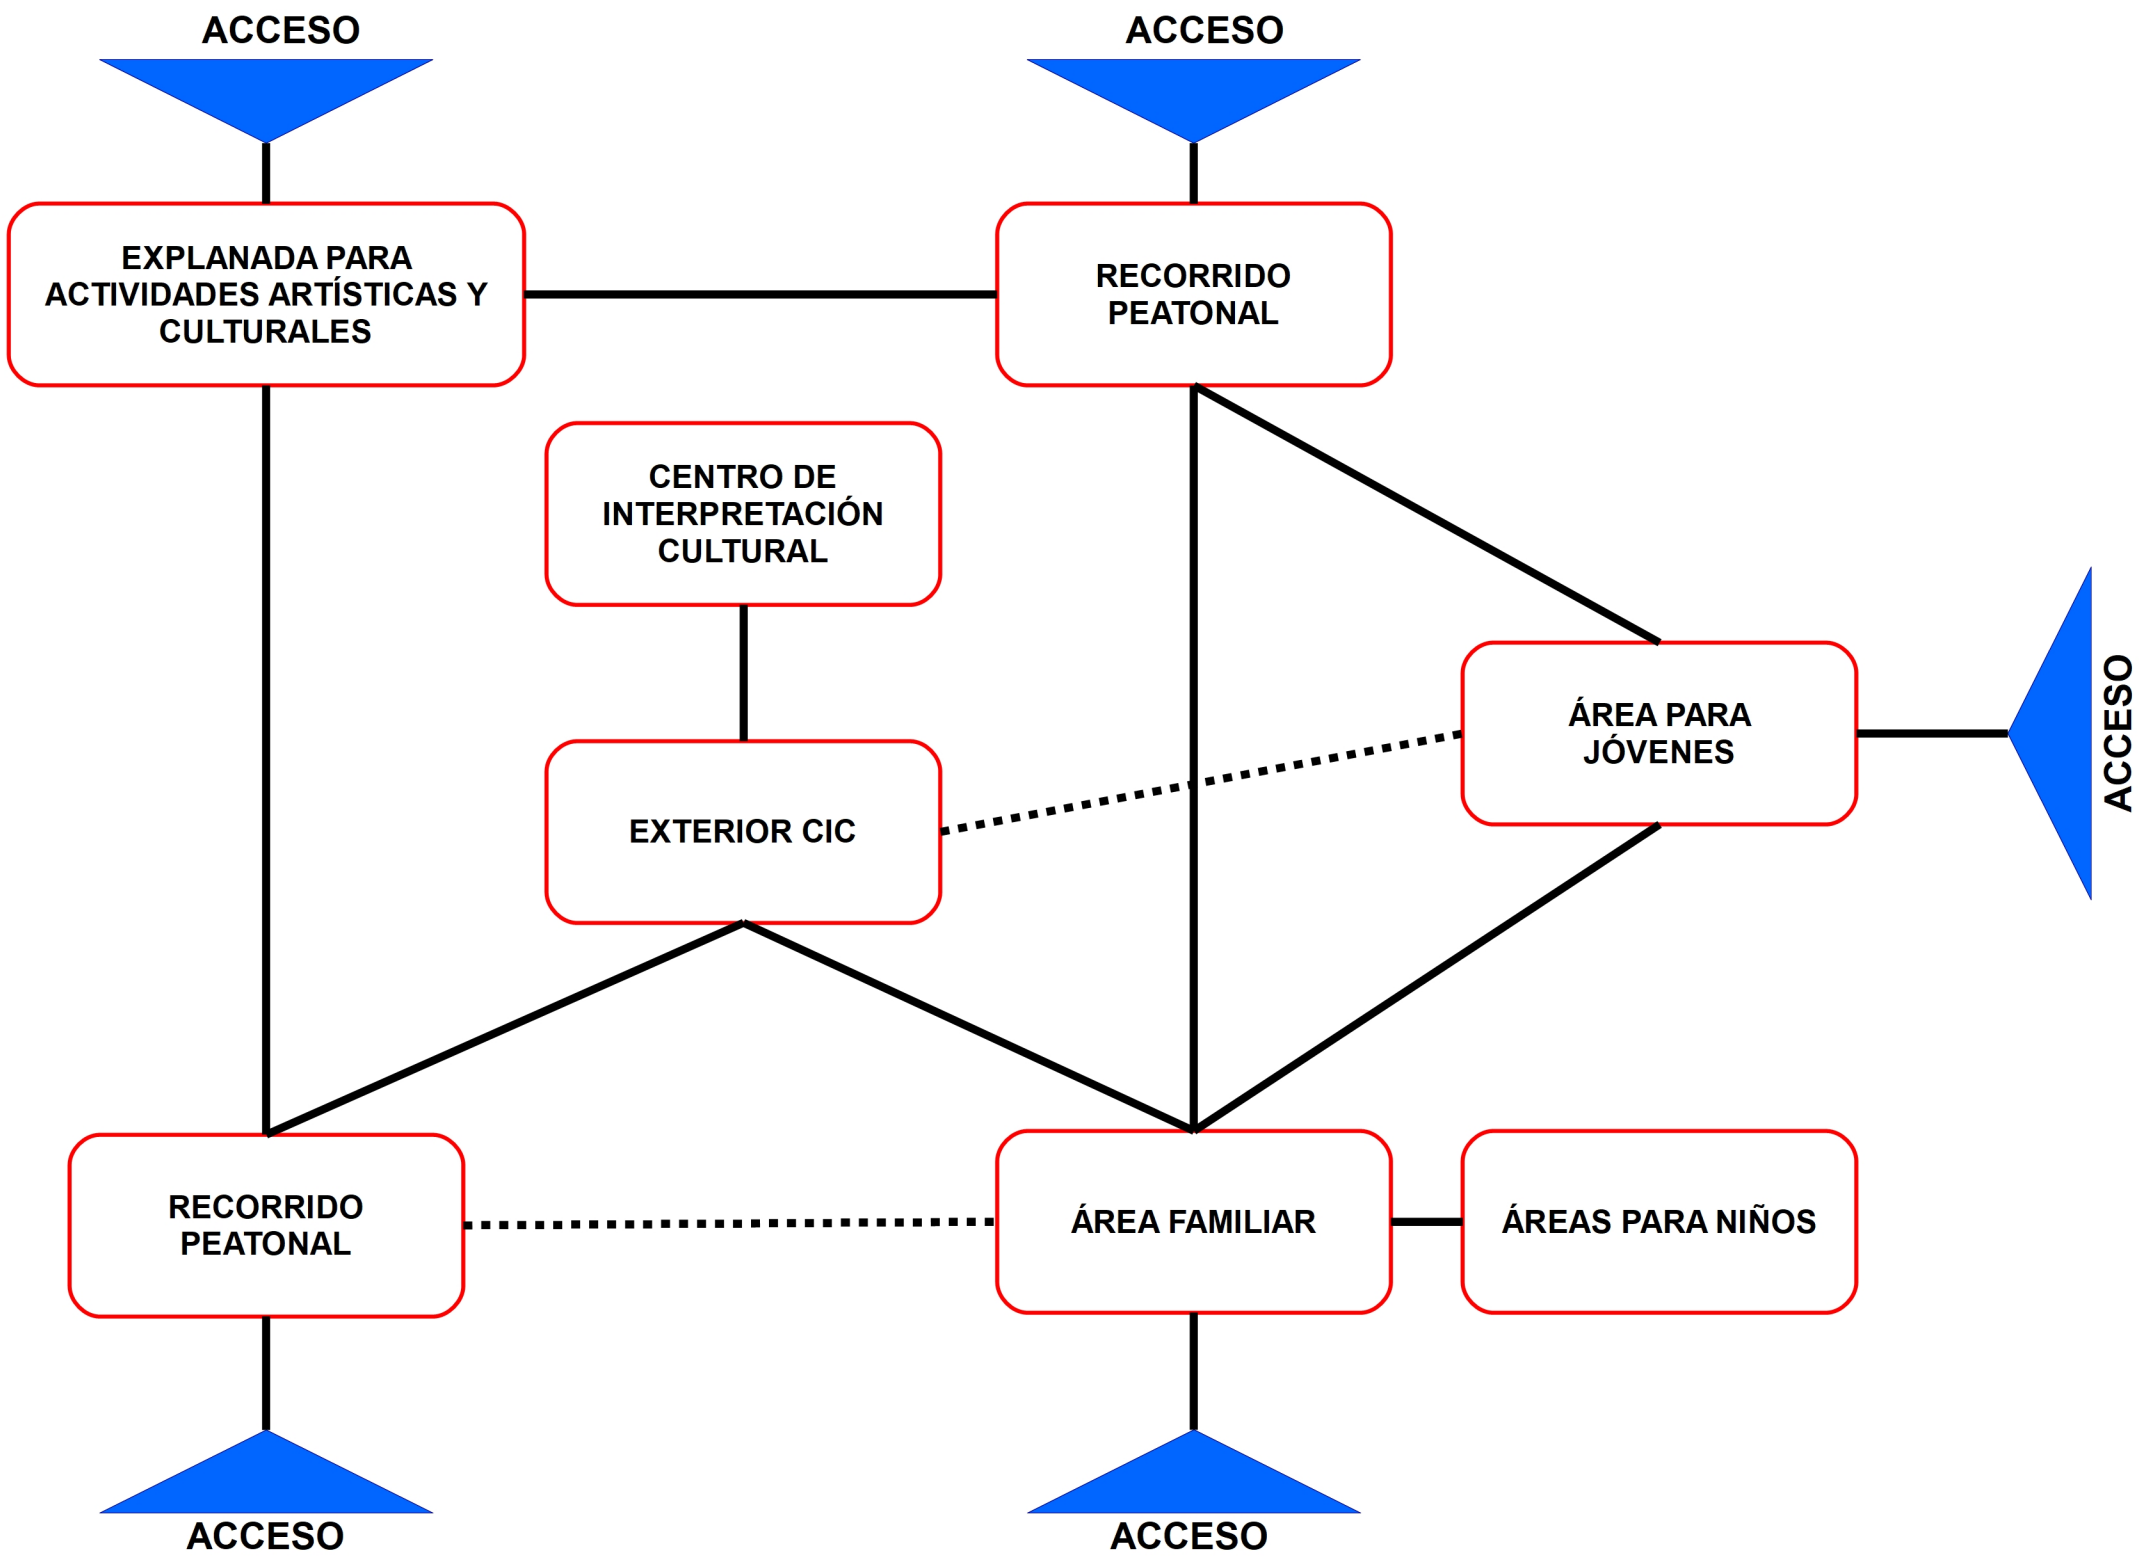 ACCESO
ACCESO
EXPLANADA PARA
ACTIVIDADES ARTÍSTICAS Y
CULTURALES
RECORRIDO
PEATONAL
CENTRO DE
INTERPRETACIÓN
CULTURAL
ÁREA PARA
JÓVENES
ACCESO
EXTERIOR CIC
RECORRIDO
PEATONAL
ÁREA FAMILIAR
ÁREAS PARA NIÑOS
ACCESO
ACCESO